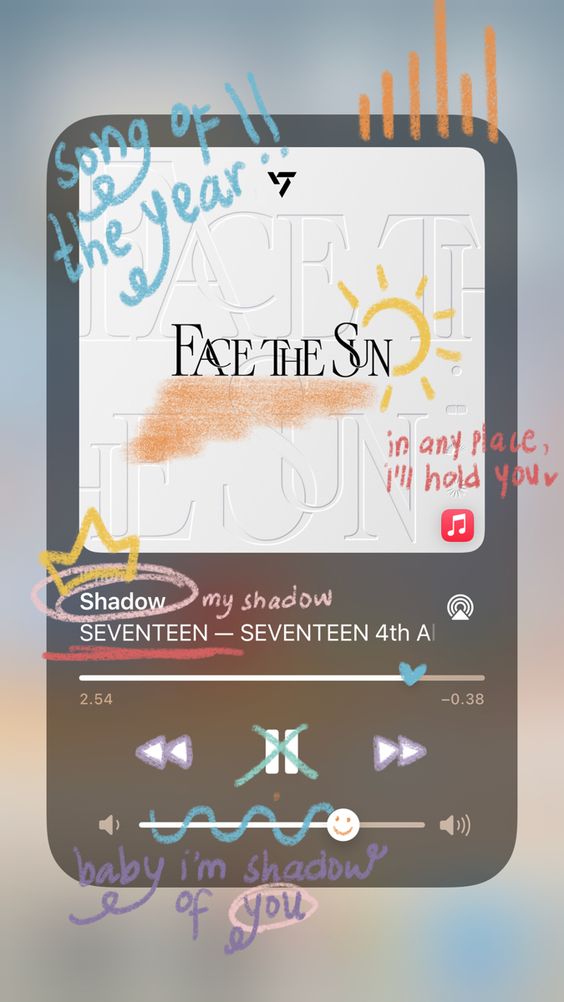 song of !!
the year
FACE THE SUN
in any place,
i'll hold you
Shadow
my shadow
SEVENTEEN — SEVENTEEN 4th Al
2.54
−0.38
baby i'm shadow
of you